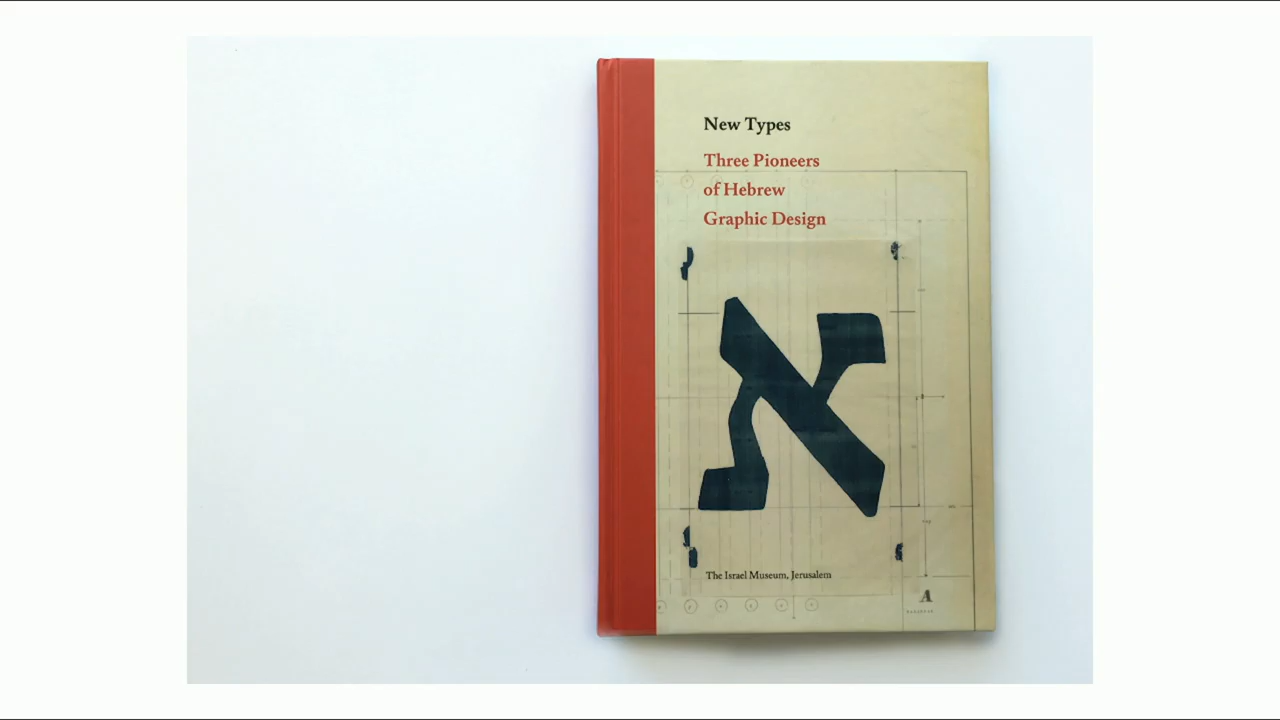 New Types
Three Pioneers
of Hebrew
Graphic Design
א
The Israel Museum, Jerusalem
A